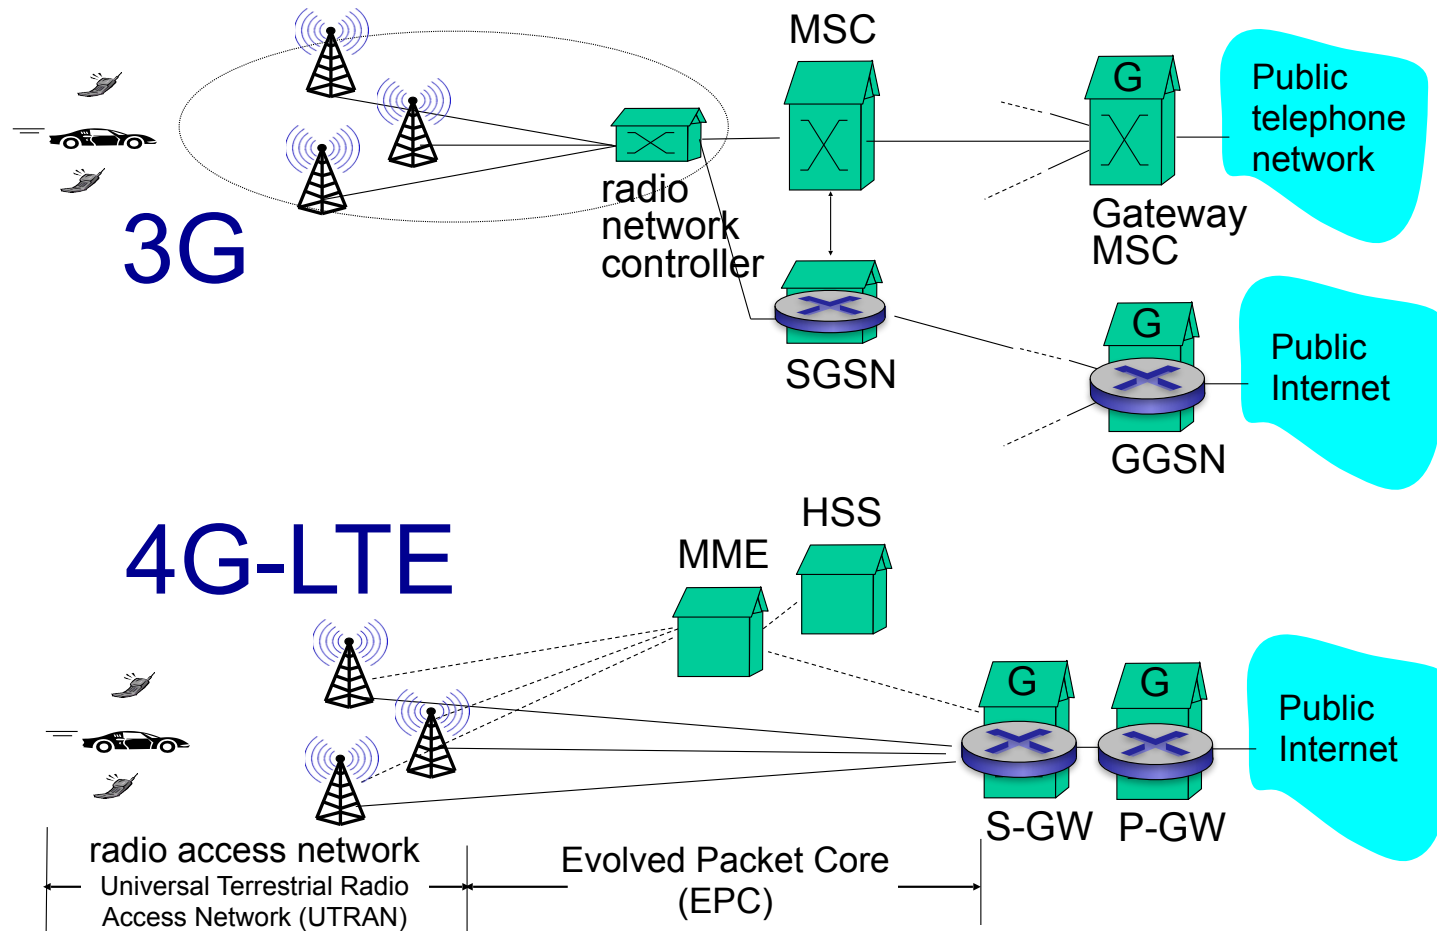 MSC
G
Public
telephone
network
radio
network
controller
Gateway
MSC
3G
SGSN
G
Public
Internet
GGSN
4G-LTE
HSS
MME
G
G
Public
Internet
S-GW
P-GW
radio access network
Universal Terrestrial Radio
Access Network (UTRAN)
Evolved Packet Core
(EPC)